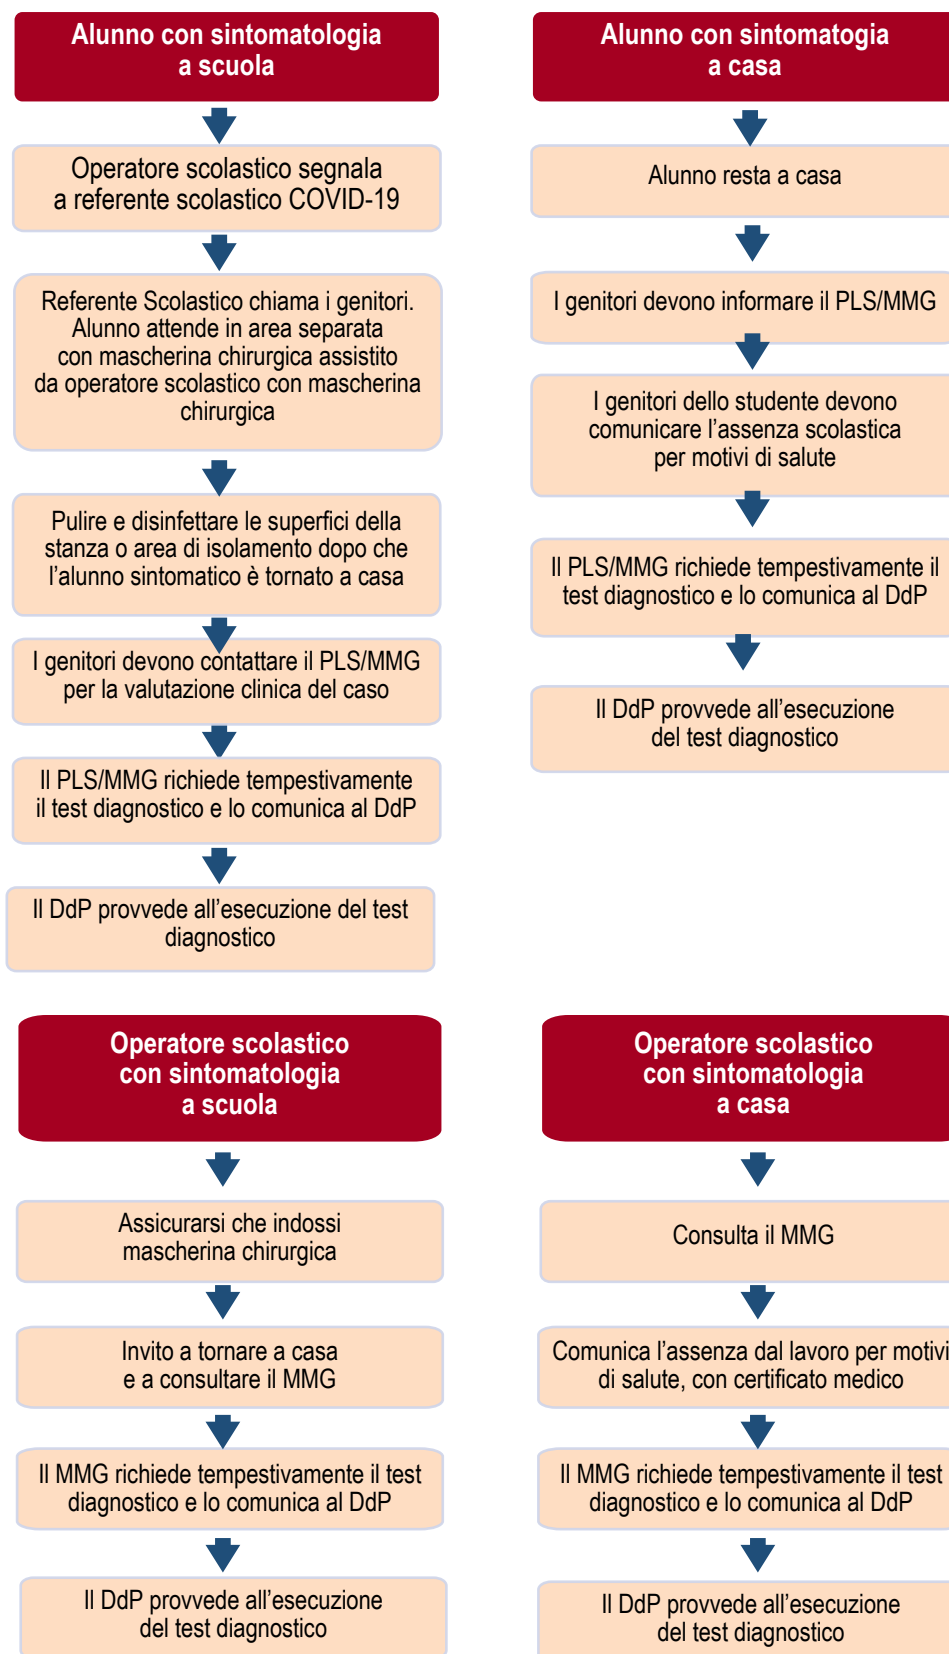 Alunno con sintomatologia
a scuola
Operatore scolastico segnala
a referente scolastico COVID-19
Referente Scolastico chiama i genitori.
Alunno attende in area separata
con mascherina chirurgica assistito
da operatore scolastico con mascherina
chirurgica
Pulire e disinfettare le superfici della
stanza o area di isolamento dopo che
l’alunno sintomatico è tornato a casa
I genitori devono contattare il PLS/MMG
per la valutazione clinica del caso
Il PLS/MMG richiede tempestivamente
il test diagnostico e lo comunica al DdP
Il DdP provvede all’esecuzione del test
diagnostico
Alunno con sintomatogia
a casa
Alunno resta a casa
I genitori devono informare il PLS/MMG
I genitori dello studente devono
comunicare l’assenza scolastica
per motivi di salute
Il PLS/MMG richiede tempestivamente il
test diagnostico e lo comunica al DdP
Il DdP provvede all’esecuzione
del test diagnostico
Operatore scolastico
con sintomatologia
a scuola
Assicurarsi che indossi
mascherina chirurgica
Invito a tornare a casa
e a consultare il MMG
Il MMG richiede tempestivamente il test
diagnostico e lo comunica al DdP
Il DdP provvede all’esecuzione
del test diagnostico
Operatore scolastico
con sintomatologia
a casa
Consulta il MMG
Comunica l’assenza dal lavoro per motivi
di salute, con certificato medico
Il MMG richiede tempestivamente il test
diagnostico e lo comunica al DdP
Il DdP provvede all’esecuzione
del test diagnostico